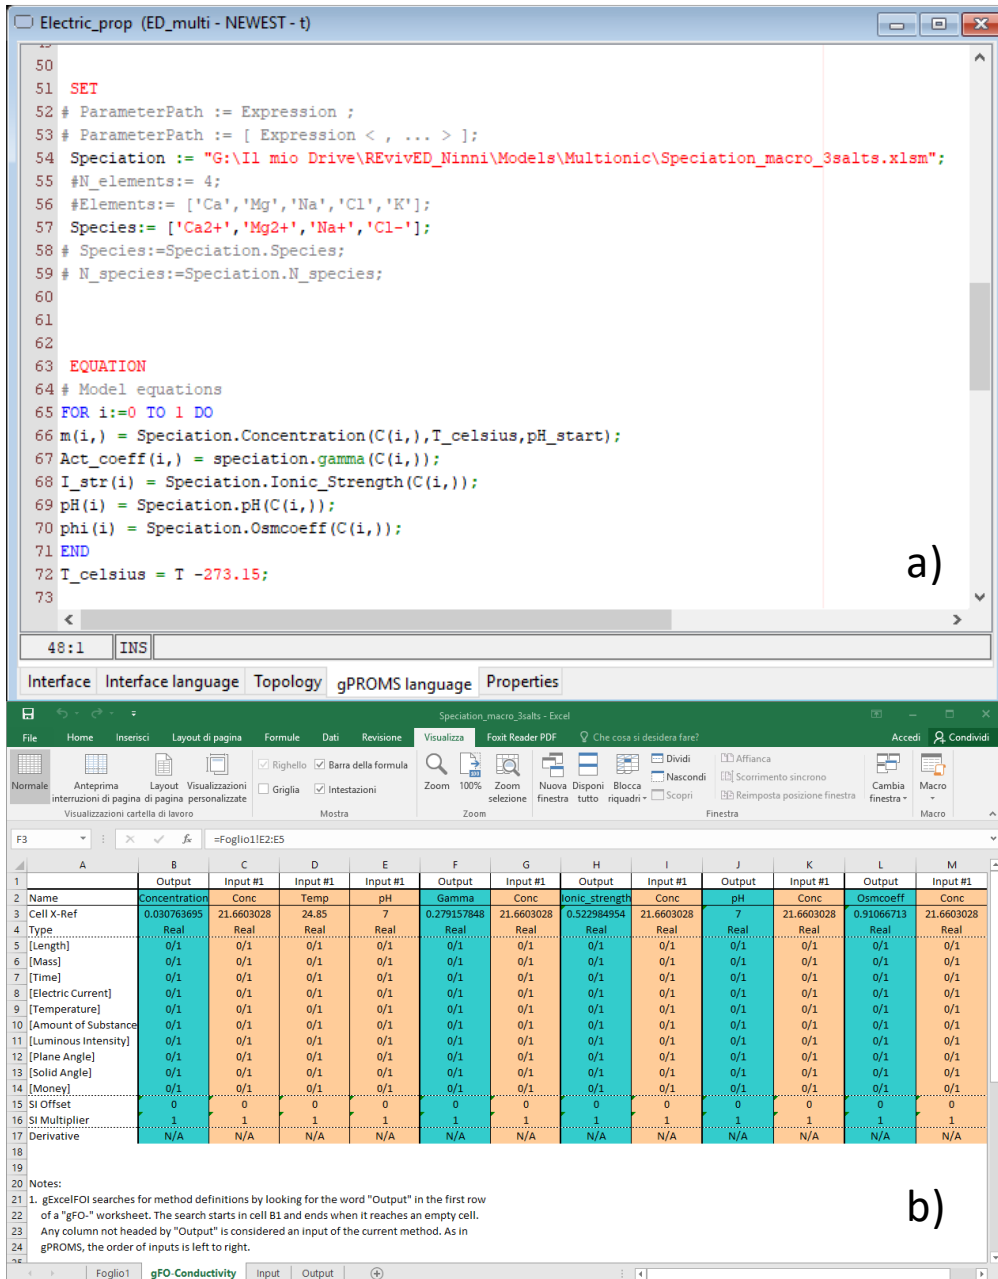 Electric_prop (ED_multi - NEWEST - t)
50
51 SET
52 # ParameterPath := Expression ;
53 # ParameterPath := [ Expression < , ... > ];
54 Speciation := "G:\Il mio Drive\REvivED_Ninni\Models\Multionic\Speciation_macro_3salts.xlsm";
55 #N_elements:= 4;
56 #Elements:= ['Ca','Mg','Na','Cl','K'];
57 Species:= ['Ca2+','Mg2+','Na+','Cl-'];
58 # Species:=Speciation.Species;
59 # N_species:=Speciation.N_species;
60
61
62
63 EQUATION
64 # Model equations
65 FOR i:=0 TO 1 DO
66 m(i,) = Speciation.Concentration(C(i,),T_celsius,pH_start);
67 Act_coeff(i,) = speciation.gamma(C(i,));
68 I_str(i) = Speciation.Ionic_Strength(C(i,));
69 pH(i) = Speciation.pH(C(i,));
70 phi(i) = Speciation.Osmcoeff(C(i,));
71 END
72 T_celsius = T -273.15;
73
a)
48:1 INS
Interface Interface language Topology gPROMS language Properties
Speciation_macro_3salts - Excel
File Home Inserisci Layout di pagina Formule Dati Revisione Visualizza Foxit Reader PDF Che cosa si desidera fare? Accedi Condividi
Normale Anteprima interruzioni di pagina Layout di pagina Visualizzazioni personalizzate Righello Barra della formula Griglia Intestazioni Zoom 100% Zoom selezione Nuova finestra Disponi tutto Blocca riquadri Dividi Nascondi Scopri Affianca Scorrimento sincrono Reimposta posizione finestra Cambia finestra Macro
Visualizzazioni cartella di lavoro Mostra Zoom Finestra Macro
F3 fx =Foglio1!E2:E5
A B C D E F G H I J K L M
1 Output Input #1 Input #1 Input #1 Output Input #1 Output Input #1 Output Input #1 Output Input #1
2 Name Concentration Conc Temp pH Gamma Conc Ionic_strength Conc pH Conc Osmcoeff Conc
3 Cell X-Ref 0.030763695 21.6603028 24.85 7 0.279157848 21.6603028 0.522984954 21.6603028 7 21.6603028 0.91066713 21.6603028
4 Type Real Real Real Real Real Real Real Real Real Real Real Real
5 [Length] 0/1 0/1 0/1 0/1 0/1 0/1 0/1 0/1 0/1 0/1 0/1 0/1
6 [Mass] 0/1 0/1 0/1 0/1 0/1 0/1 0/1 0/1 0/1 0/1 0/1 0/1
7 [Time] 0/1 0/1 0/1 0/1 0/1 0/1 0/1 0/1 0/1 0/1 0/1 0/1
8 [Electric Current] 0/1 0/1 0/1 0/1 0/1 0/1 0/1 0/1 0/1 0/1 0/1 0/1
9 [Temperature] 0/1 0/1 0/1 0/1 0/1 0/1 0/1 0/1 0/1 0/1 0/1 0/1
10 [Amount of Substance 0/1 0/1 0/1 0/1 0/1 0/1 0/1 0/1 0/1 0/1 0/1 0/1
11 [Luminous Intensity] 0/1 0/1 0/1 0/1 0/1 0/1 0/1 0/1 0/1 0/1 0/1 0/1
12 [Plane Angle] 0/1 0/1 0/1 0/1 0/1 0/1 0/1 0/1 0/1 0/1 0/1 0/1
13 [Solid Angle] 0/1 0/1 0/1 0/1 0/1 0/1 0/1 0/1 0/1 0/1 0/1 0/1
14 [Money] 0/1 0/1 0/1 0/1 0/1 0/1 0/1 0/1 0/1 0/1 0/1 0/1
15 SI Offset 0 0 0 0 0 0 0 0 0 0 0 0
16 SI Multiplier 1 1 1 1 1 1 1 1 1 1 1 1
17 Derivative N/A N/A N/A N/A N/A N/A N/A N/A N/A N/A N/A N/A
18
19
20 Notes:
21 1. gExcelFOI searches for method definitions by looking for the word "Output" in the first row
22 of a "gFO-" worksheet. The search starts in cell B1 and ends when it reaches an empty cell.
23 Any column not headed by "Output" is considered an input of the current method. As in
24 gPROMS, the order of inputs is left to right.
b)
Foglio1 gFO-Conductivity Input Output